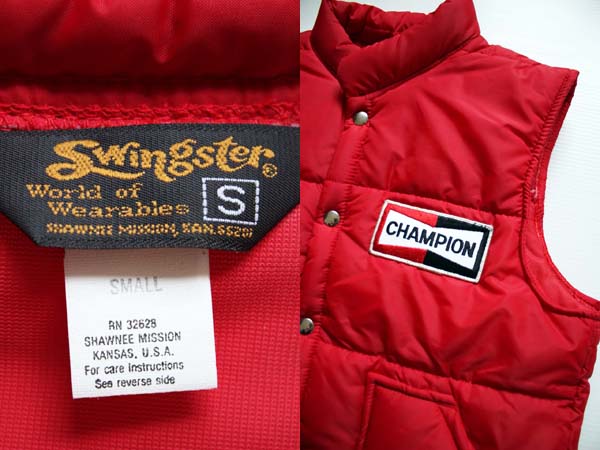 Swingster®
World of
Wearables
S
SHAWNEE MISSION, KAN. 66201
SMALL
RN 32628
SHAWNEE MISSION
KANSAS, U.S.A.
For care instructions
See reverse side
CHAMPION